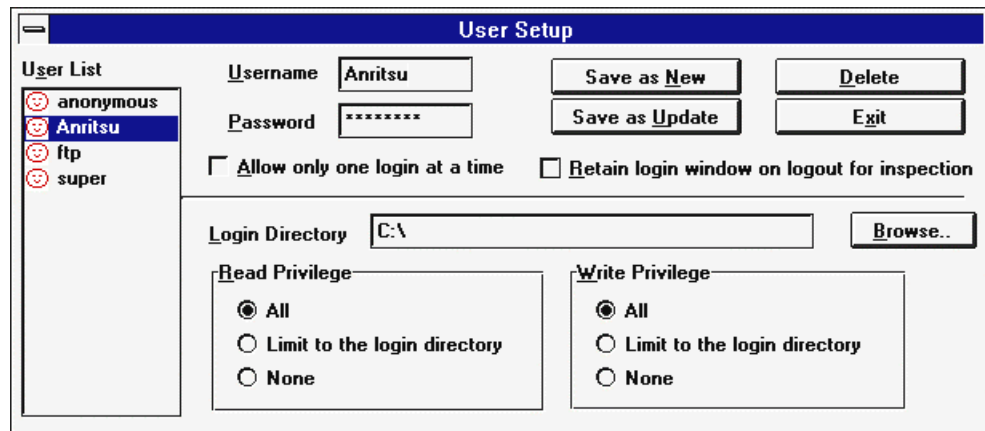 User Setup
User List
anonymous
Anritsu
ftp
super
Username Anritsu
Password ********
Save as New
Delete
Save as Update
Exit
Allow only one login at a time
Retain login window on logout for inspection
Login Directory C:\
Browse..
Read Privilege
All
Limit to the login directory
None
Write Privilege
All
Limit to the login directory
None